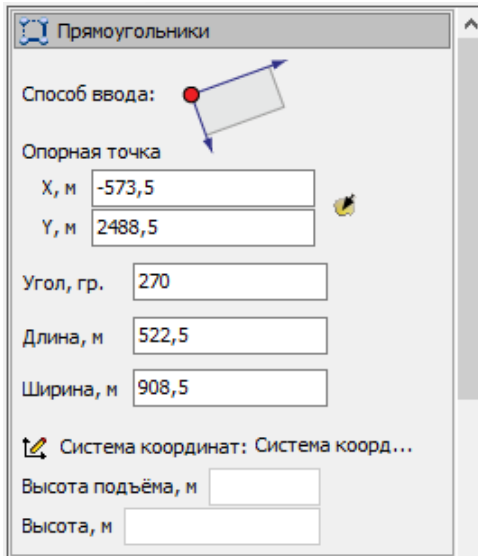 Прямоугольники
Способ ввода:
Опорная точка
X, м -573,5
Y, м 2488,5
Угол, гр. 270
Длина, м 522,5
Ширина, м 908,5
Система координат: Система коорд...
Высота подъёма, м
Высота, м